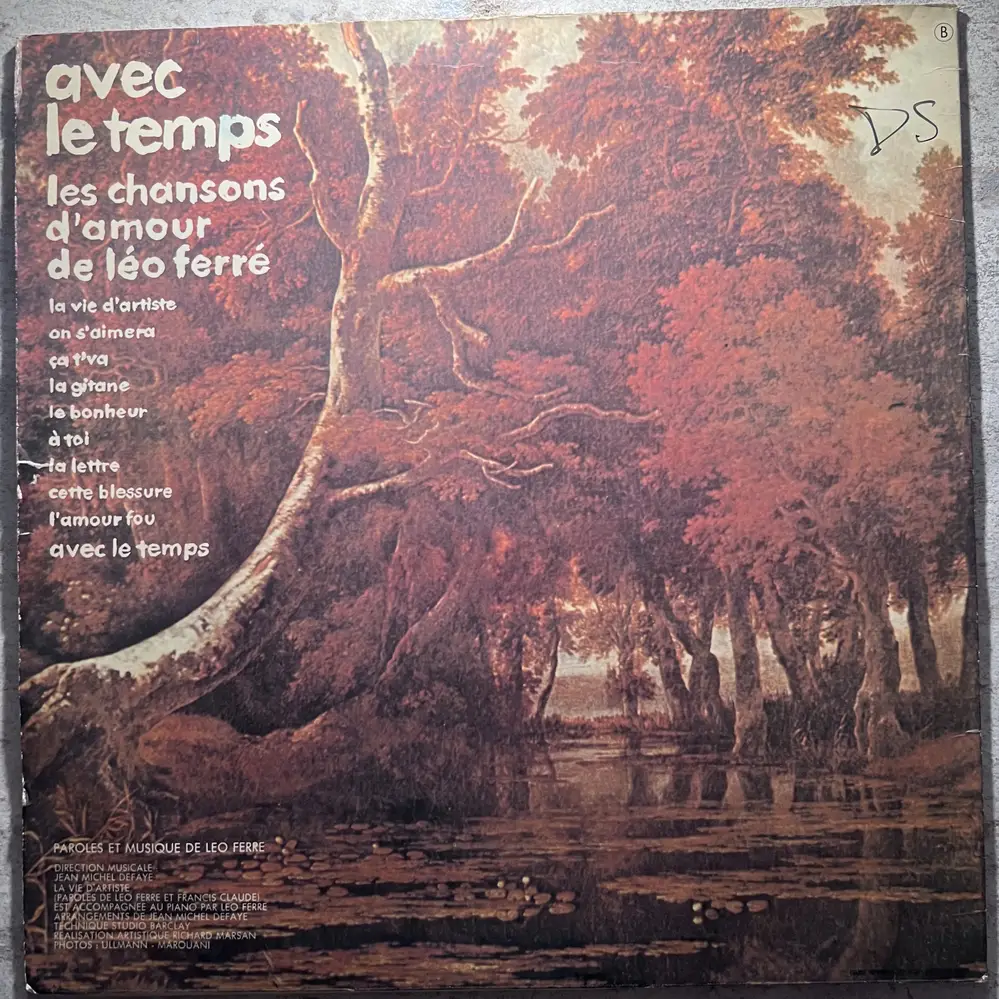 B
DS
avec
le temps
les chansons
d'amour
de léo ferré
la vie d'artiste
on s'aimera
ça t'va
la gitane
le bonheur
à toi
la lettre
cette blessure
l'amour fou
avec le temps
PAROLES ET MUSIQUE DE LEO FERRE
DIRECTION MUSICALE
JEAN MICHEL DEFAYE
LA VIE D'ARTISTE
(PAROLES DE LEO FERRE ET FRANCIS CLAUDE)
EST ACCOMPAGNEE AU PIANO PAR LEO FERRE
ARRANGEMENTS DE JEAN MICHEL DEFAYE
TECHNIQUE STUDIO BARCLAY
REALISATION ARTISTIQUE RICHARD MARSAN
PHOTOS : ULLMANN - MAROUANI